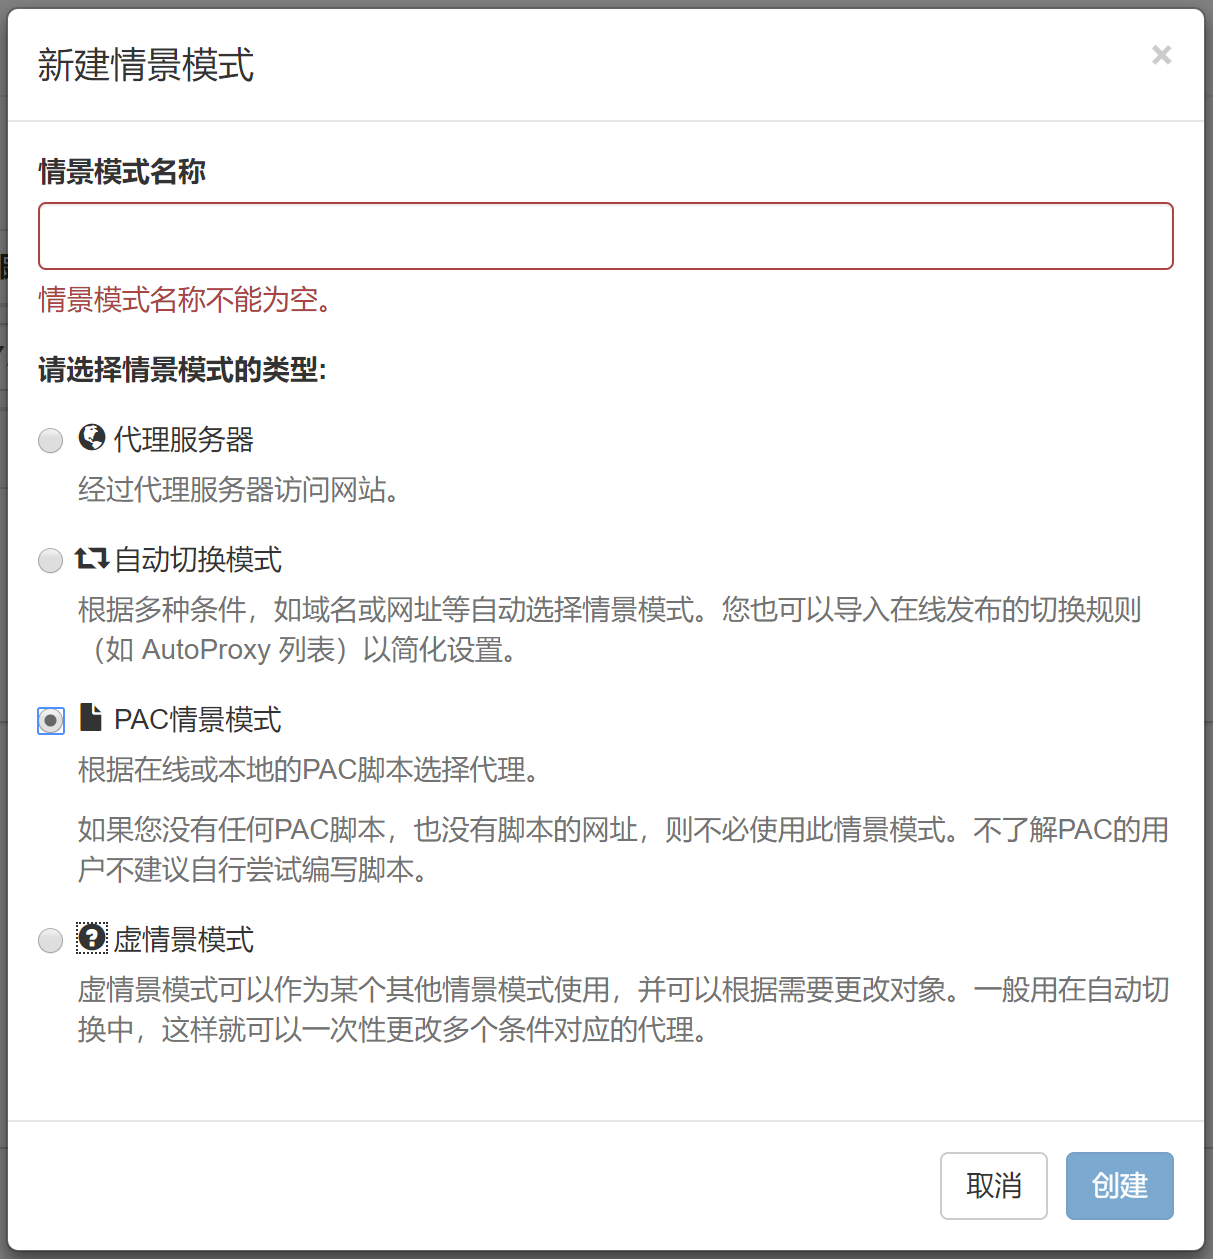 新建情景模式
×
情景模式名称
情景模式名称不能为空。
请选择情景模式的类型:
代理服务器
经过代理服务器访问网站。
自动切换模式
根据多种条件，如域名或网址等自动选择情景模式。您也可以导入在线发布的切换规则
（如 AutoProxy 列表）以简化设置。
PAC情景模式
根据在线或本地的PAC脚本选择代理。
如果您没有任何PAC脚本，也没有脚本的网址，则不必使用此情景模式。不了解PAC的用
户不建议自行尝试编写脚本。
虚情景模式
虚情景模式可以作为某个其他情景模式使用，并可以根据需要更改对象。一般用在自动切
换中，这样就可以一次性更改多个条件对应的代理。
取消
创建